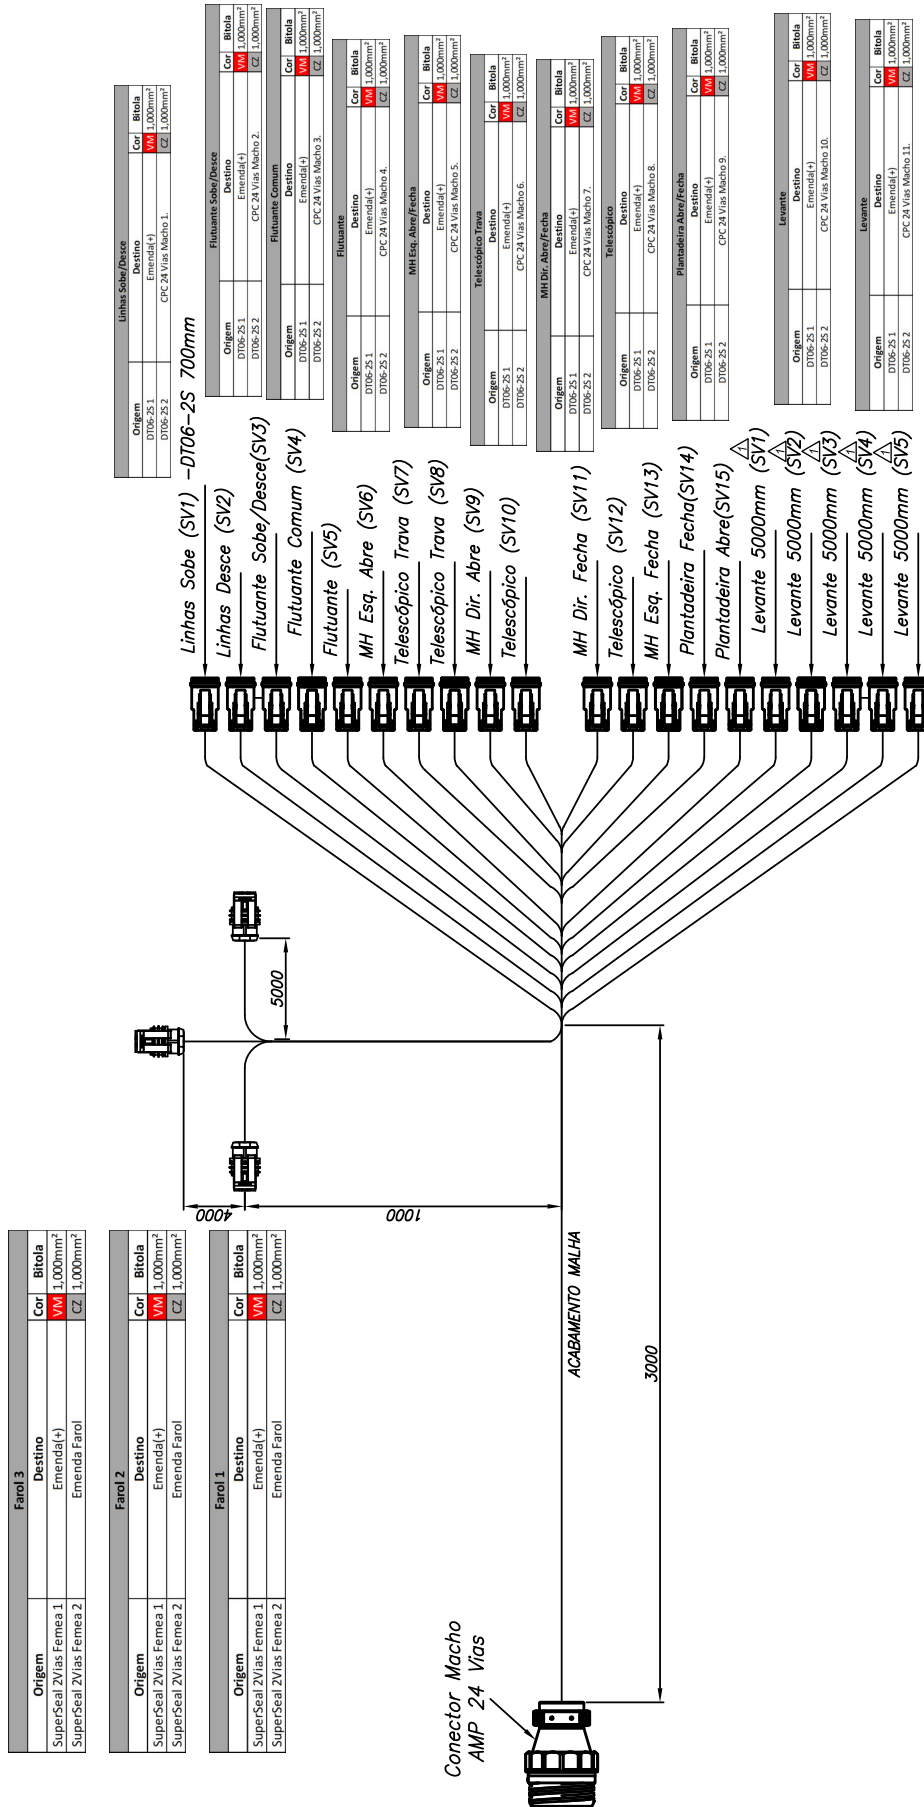 Farol 3
Origem Destino Cor Bitola
SuperSeal 2Vias Femea 1 Emenda(+) VM 1,000mm²
SuperSeal 2Vias Femea 2 Emenda Farol CZ 1,000mm²
Farol 2
Origem Destino Cor Bitola
SuperSeal 2Vias Femea 1 Emenda(+) VM 1,000mm²
SuperSeal 2Vias Femea 2 Emenda Farol CZ 1,000mm²
Farol 1
Origem Destino Cor Bitola
SuperSeal 2Vias Femea 1 Emenda(+) VM 1,000mm²
SuperSeal 2Vias Femea 2 Emenda Farol CZ 1,000mm²
Conector Macho
AMP 24 Vias
ACABAMENTO MALHA
3000
1000
4000
5000
Linhas Sobe (SV1) -DT06-2S 700mm
Linhas Desce (SV2)
Flutuante Sobe/Desce(SV3)
Flutuante Comum (SV4)
Flutuante (SV5)
MH Esq. Abre (SV6)
Telescópico Trava (SV7)
Telescópico Trava (SV8)
MH Dir. Abre (SV9)
Telescópico (SV10)
MH Dir. Fecha (SV11)
Telescópico (SV12)
MH Esq. Fecha (SV13)
Plantadeira Fecha(SV14)
Plantadeira Abre(SV15)
Levante 5000mm (SV1)
1
Levante 5000mm (SV2)
1
Levante 5000mm (SV3)
1
Levante 5000mm (SV4)
1
Levante 5000mm (SV5)
1
Linhas Sobe/Desce
Origem Destino Cor Bitola
DT06-2S 1 Emenda(+) VM 1,000mm²
DT06-2S 2 CPC 24 Vias Macho 1. CZ 1,000mm²
Flutuante Sobe/Desce
Origem Destino Cor Bitola
DT06-2S 1 Emenda(+) VM 1,000mm²
DT06-2S 2 CPC 24 Vias Macho 2. CZ 1,000mm²
Flutuante Comum
Origem Destino Cor Bitola
DT06-2S 1 Emenda(+) VM 1,000mm²
DT06-2S 2 CPC 24 Vias Macho 3. CZ 1,000mm²
Flutuante
Origem Destino Cor Bitola
DT06-2S 1 Emenda(+) VM 1,000mm²
DT06-2S 2 CPC 24 Vias Macho 4. CZ 1,000mm²
MH Esq. Abre/Fecha
Origem Destino Cor Bitola
DT06-2S 1 Emenda(+) VM 1,000mm²
DT06-2S 2 CPC 24 Vias Macho 5. CZ 1,000mm²
Telescópico Trava
Origem Destino Cor Bitola
DT06-2S 1 Emenda(+) VM 1,000mm²
DT06-2S 2 CPC 24 Vias Macho 6. CZ 1,000mm²
MH Dir. Abre/Fecha
Origem Destino Cor Bitola
DT06-2S 1 Emenda(+) VM 1,000mm²
DT06-2S 2 CPC 24 Vias Macho 7. CZ 1,000mm²
Telescópico
Origem Destino Cor Bitola
DT06-2S 1 Emenda(+) VM 1,000mm²
DT06-2S 2 CPC 24 Vias Macho 8. CZ 1,000mm²
Plantadeira Abre/Fecha
Origem Destino Cor Bitola
DT06-2S 1 Emenda(+) VM 1,000mm²
DT06-2S 2 CPC 24 Vias Macho 9. CZ 1,000mm²
Levante
Origem Destino Cor Bitola
DT06-2S 1 Emenda(+) VM 1,000mm²
DT06-2S 2 CPC 24 Vias Macho 10. CZ 1,000mm²
Levante
Origem Destino Cor Bitola
DT06-2S 1 Emenda(+) VM 1,000mm²
DT06-2S 2 CPC 24 Vias Macho 11. CZ 1,000mm²